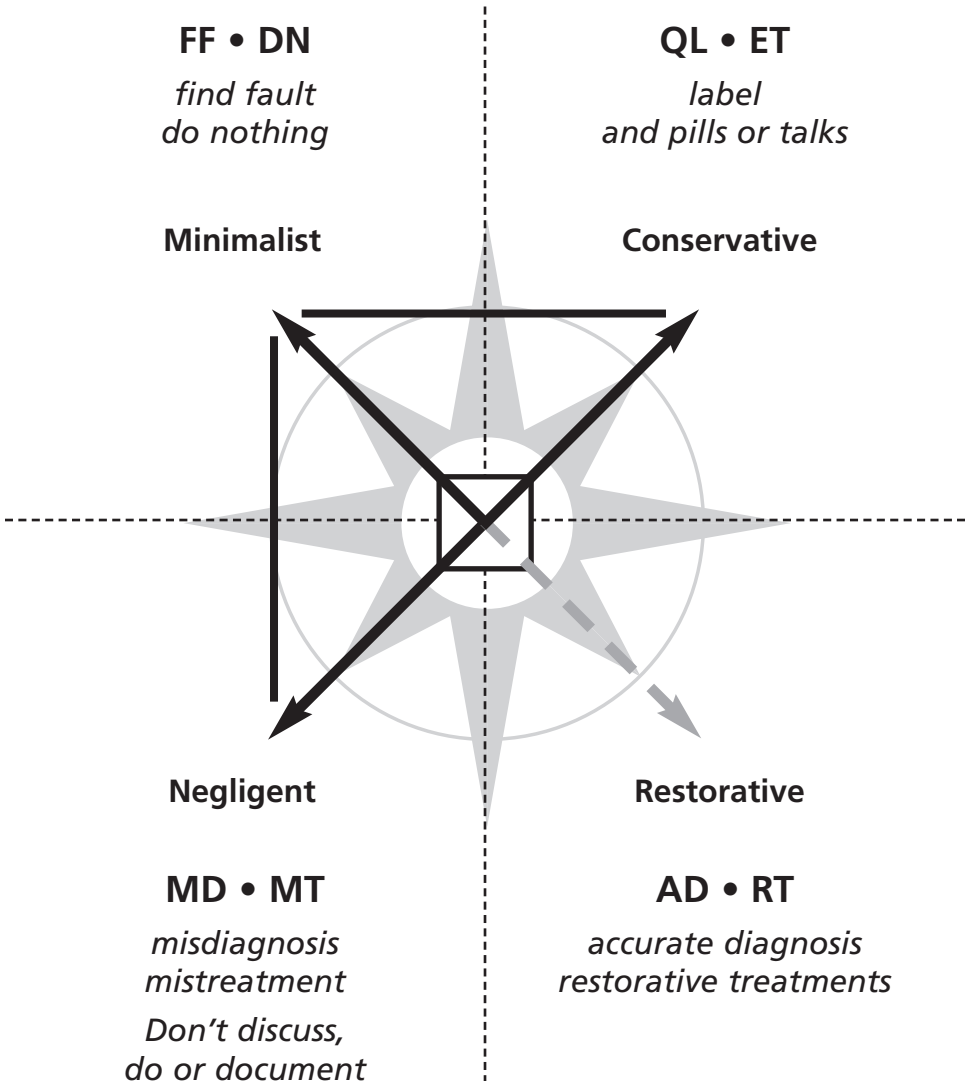 FF • DN
find fault
do nothing
Minimalist
QL • ET
label
and pills or talks
Conservative
Negligent
MD • MT
misdiagnosis
mistreatment
Don’t discuss,
do or document
Restorative
AD • RT
accurate diagnosis
restorative treatments